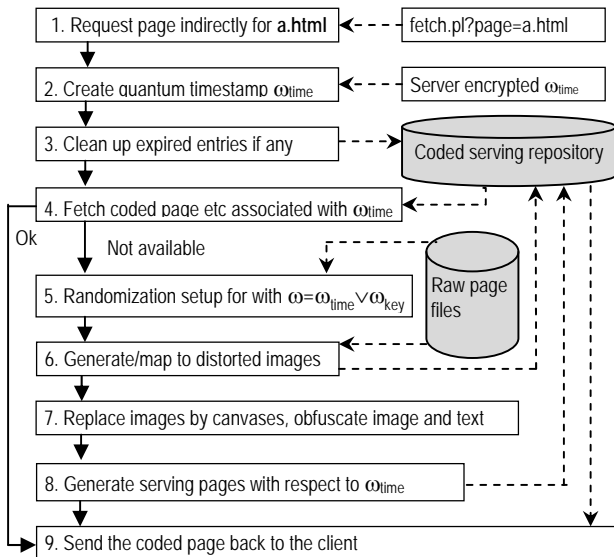 1. Request page indirectly for a.html
fetch.pl?page=a.html
2. Create quantum timestamp ωtime
Server encrypted ωtime
3. Clean up expired entries if any
Coded serving repository
4. Fetch coded page etc associated with ωtime
Ok
Not available
5. Randomization setup for with ω=ωtime∨ωkey
Raw page
files
6. Generate/map to distorted images
7. Replace images by canvases, obfuscate image and text
8. Generate serving pages with respect to ωtime
9. Send the coded page back to the client